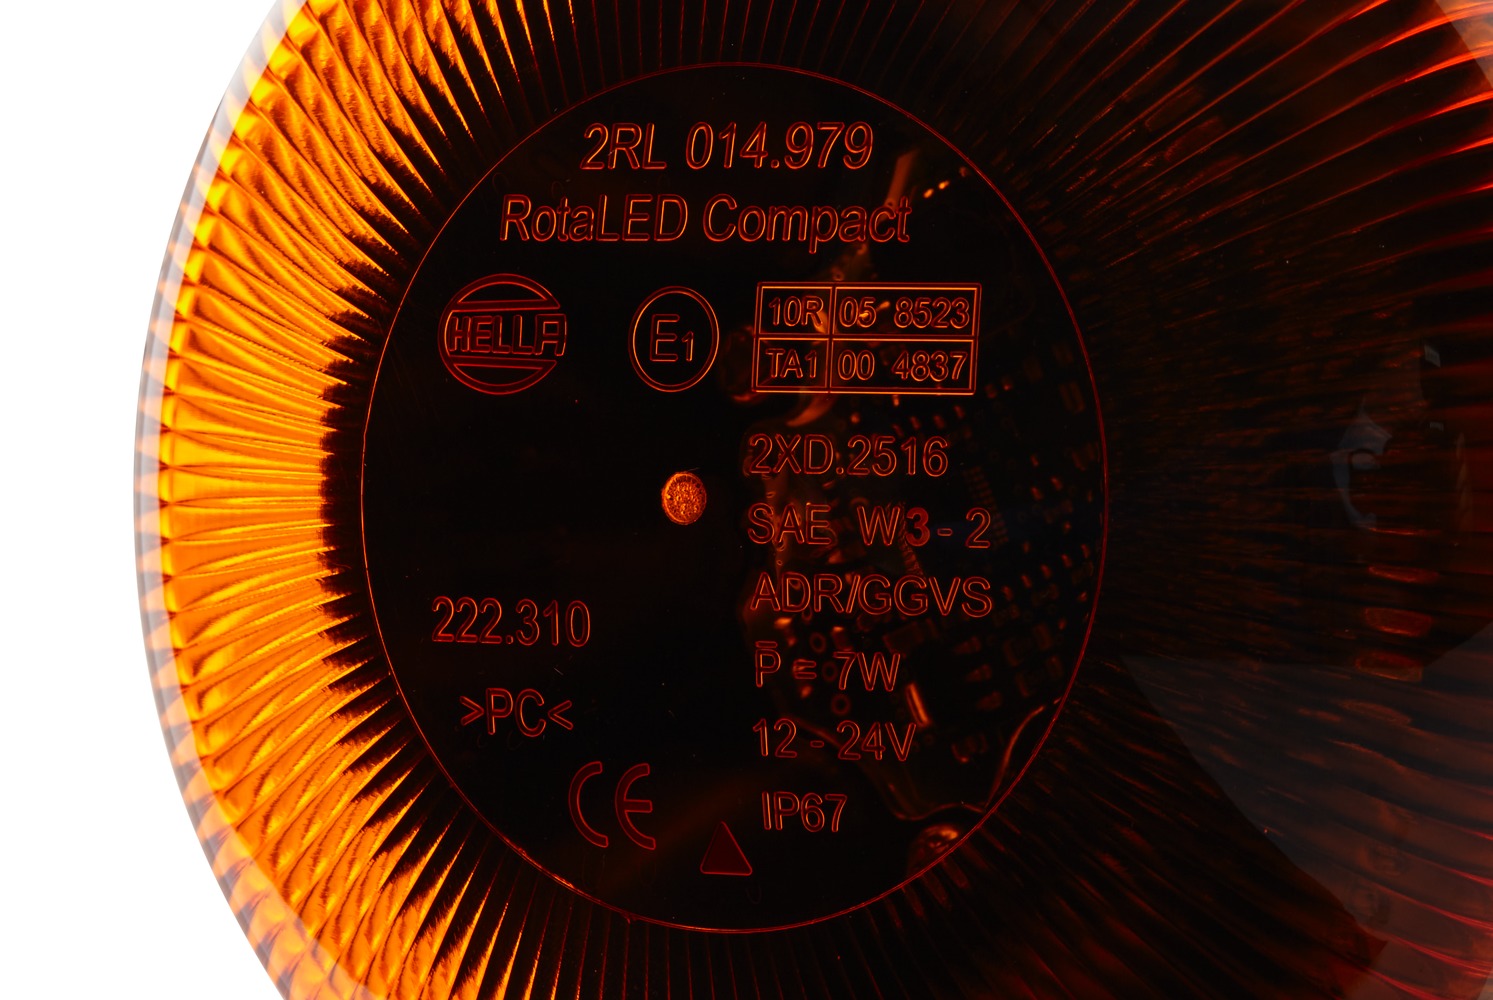 2RL 014.979
RotaLED Compact
HELLA
E1
10R 05 8523
TA1 00 4837
2XD.2516
SAE W3-2
ADR/GGVS
P̅ = 7W
12 - 24V
IP67
222.310
>PC<
CE